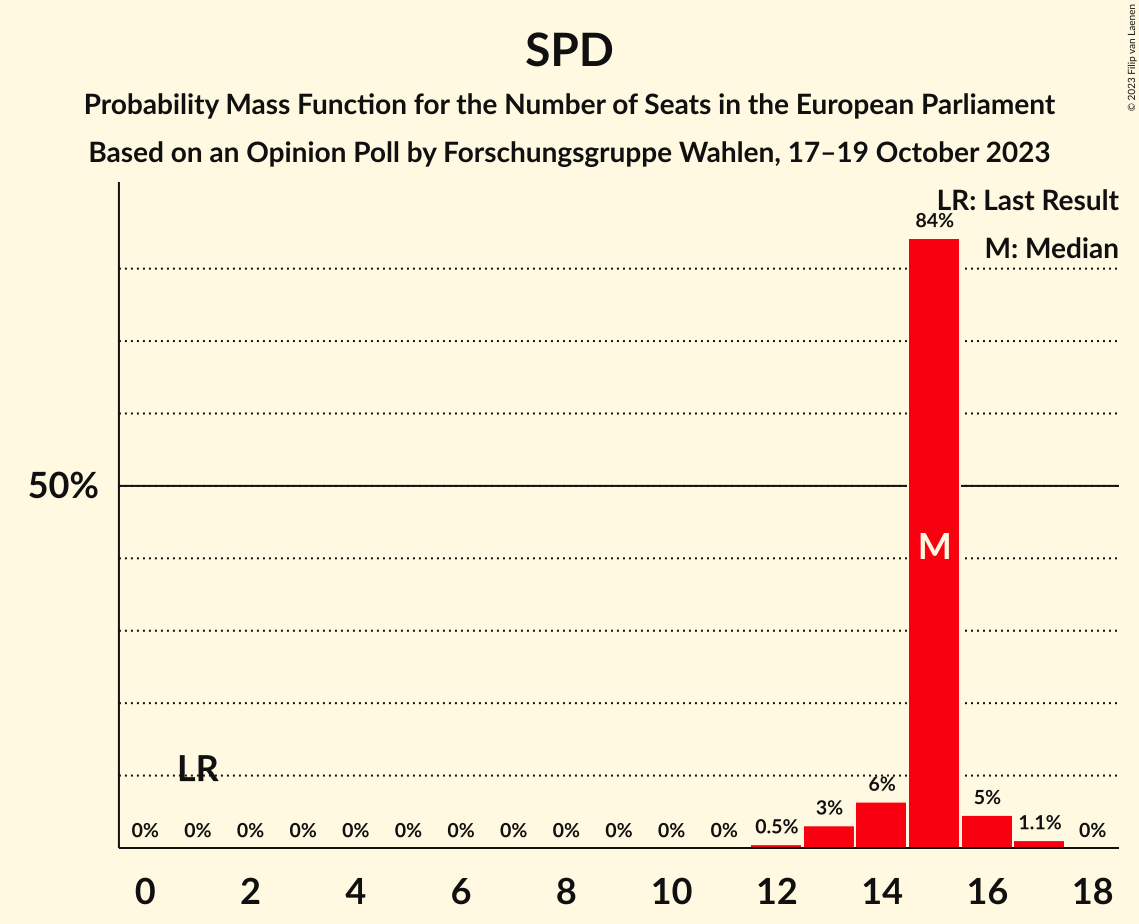 SPD
Probability Mass Function for the Number of Seats in the European Parliament
Based on an Opinion Poll by Forschungsgruppe Wahlen, 17–19 October 2023
© 2023 Filip van Laenen
LR: Last Result
M: Median
84%
50%
M
LR
0% 0% 0% 0% 0% 0% 0% 0% 0% 0% 0% 0% 0.5% 3% 6% 5% 1.1% 0%
0 2 4 6 8 10 12 14 16 18